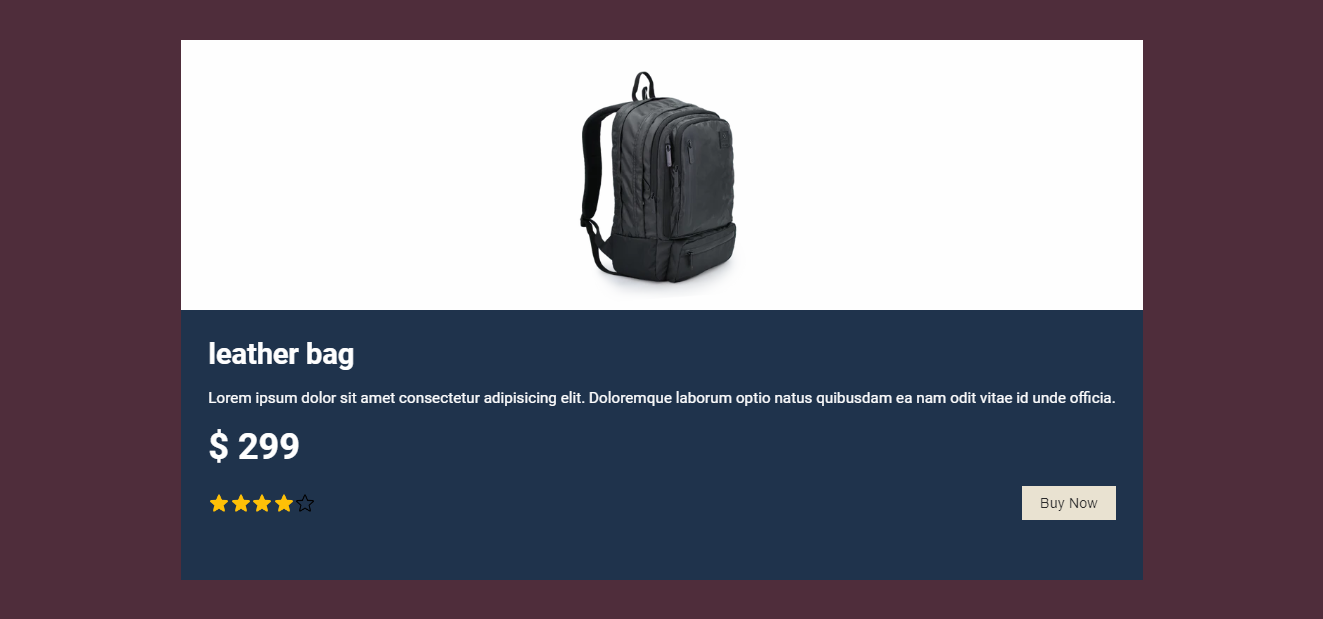 leather bag
Lorem ipsum dolor sit amet consectetur adipisicing elit. Doloremque laborum optio natus quibusdam ea nam odit vitae id unde officia.
$ 299
Buy Now